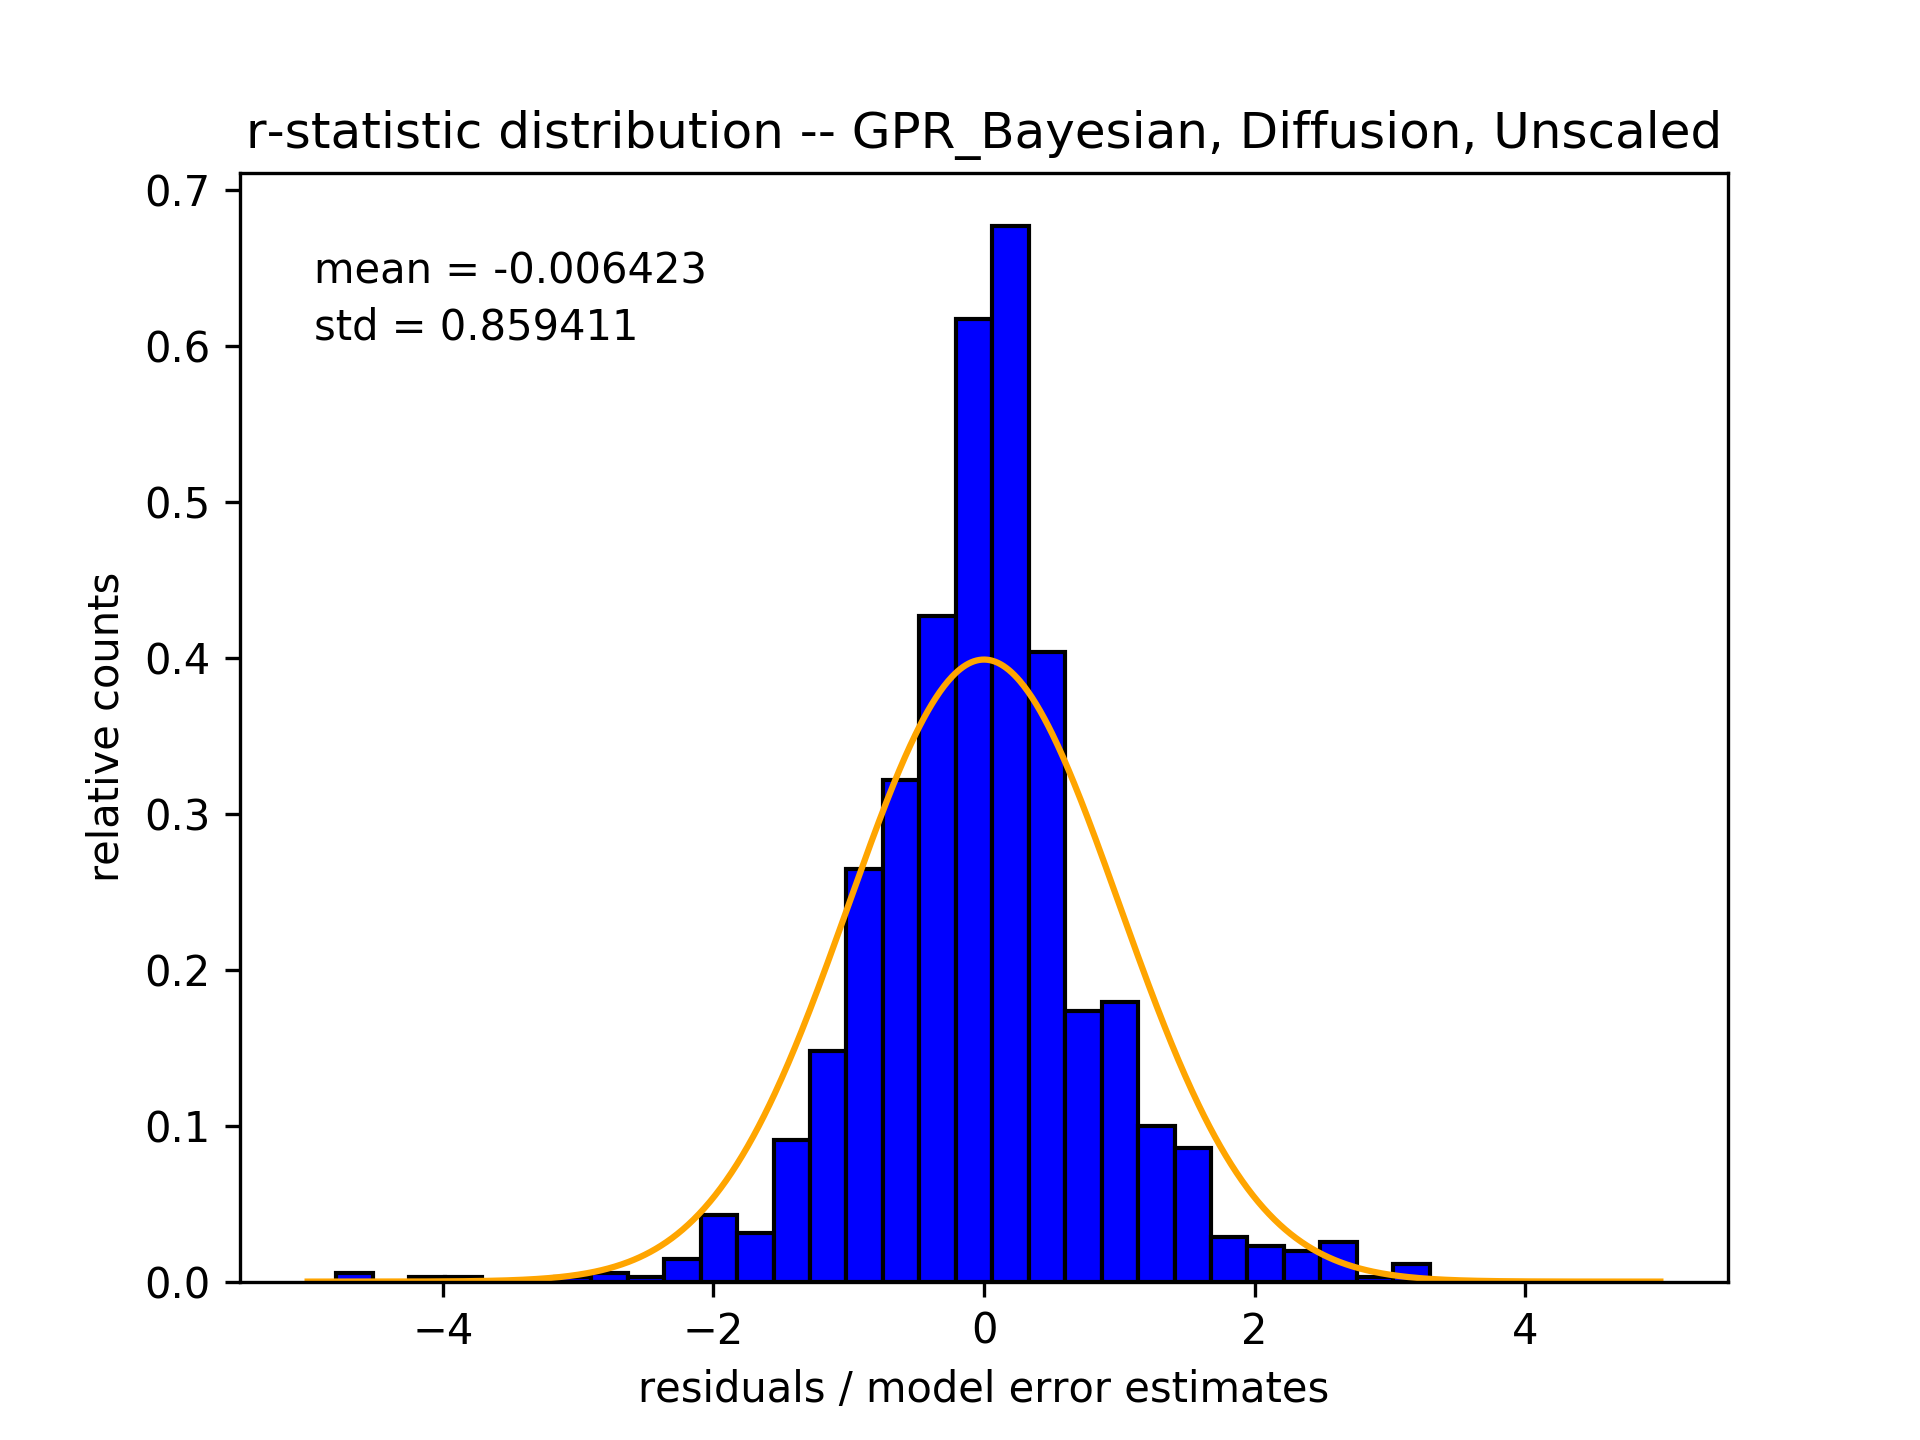 r-statistic distribution -- GPR_Bayesian, Diffusion, Unscaled
mean = -0.006423
std = 0.859411
relative counts
0.7
0.6
0.5
0.4
0.3
0.2
0.1
0.0
−4 −2 0 2 4
residuals / model error estimates